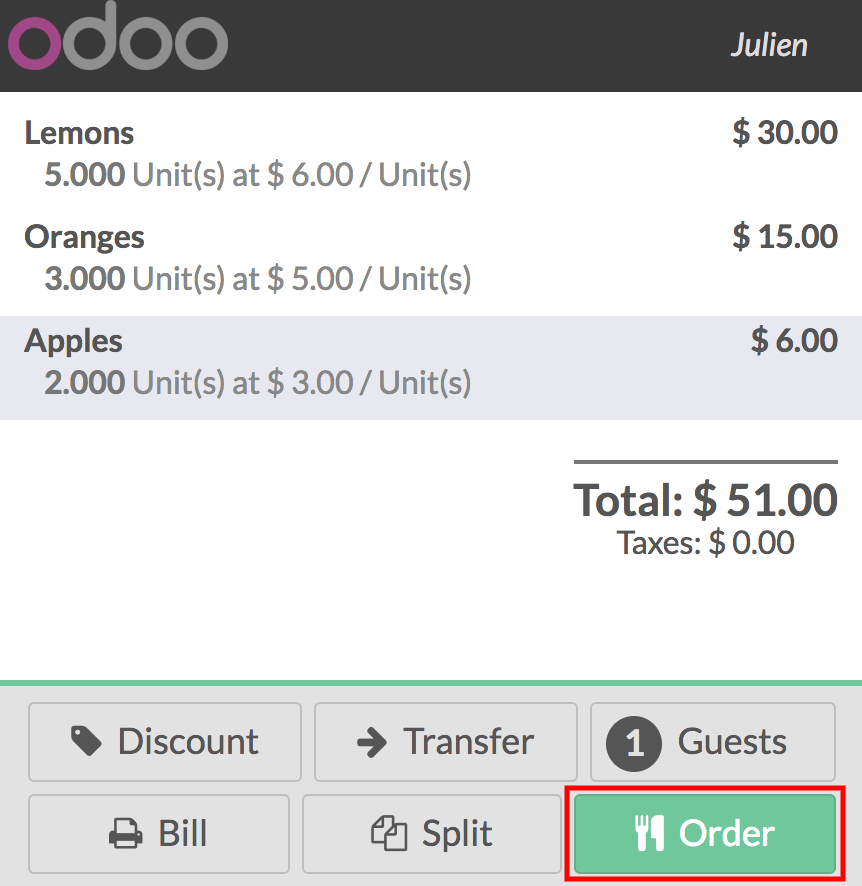 odoo
Julien
Lemons $ 30.00
5.000 Unit(s) at $ 6.00 / Unit(s)
Oranges $ 15.00
3.000 Unit(s) at $ 5.00 / Unit(s)
Apples $ 6.00
2.000 Unit(s) at $ 3.00 / Unit(s)
Total: $ 51.00
Taxes: $ 0.00
Discount Transfer 1 Guests
Bill Split Order